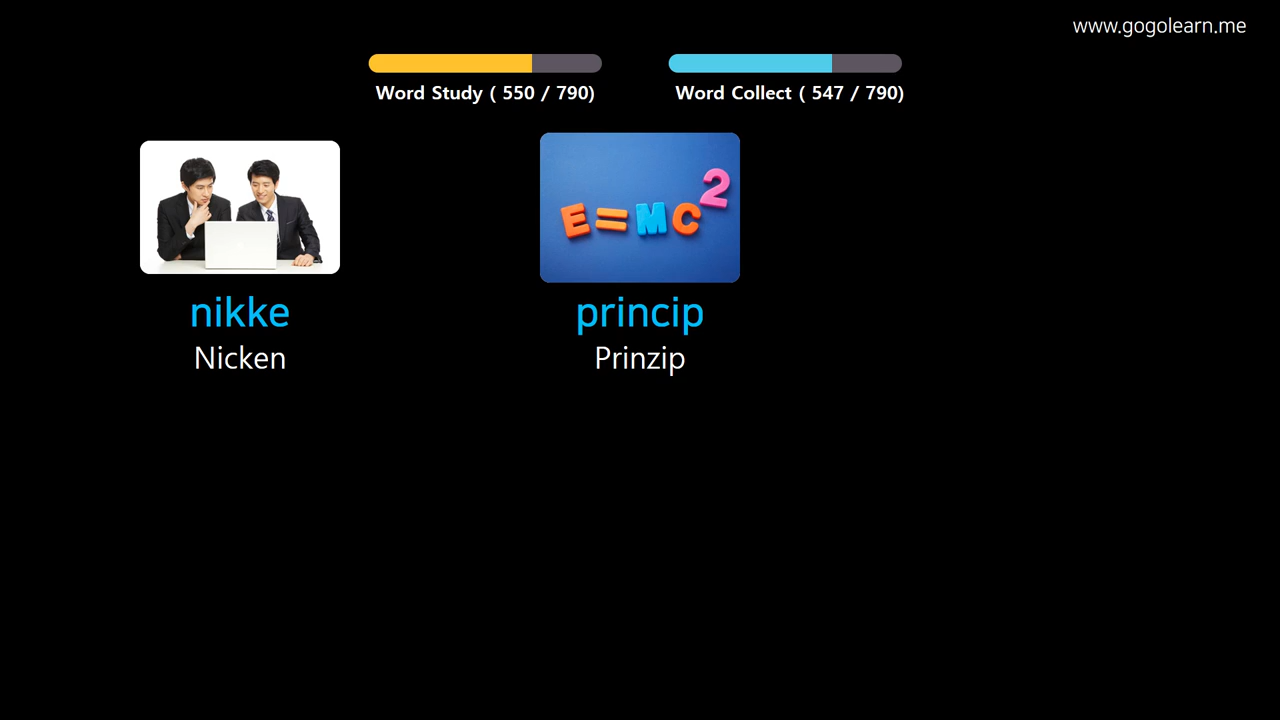 www.gogolearn.me
Word Study ( 550 / 790)
Word Collect ( 547 / 790)
E=MC2
nikke
princip
Nicken
Prinzip